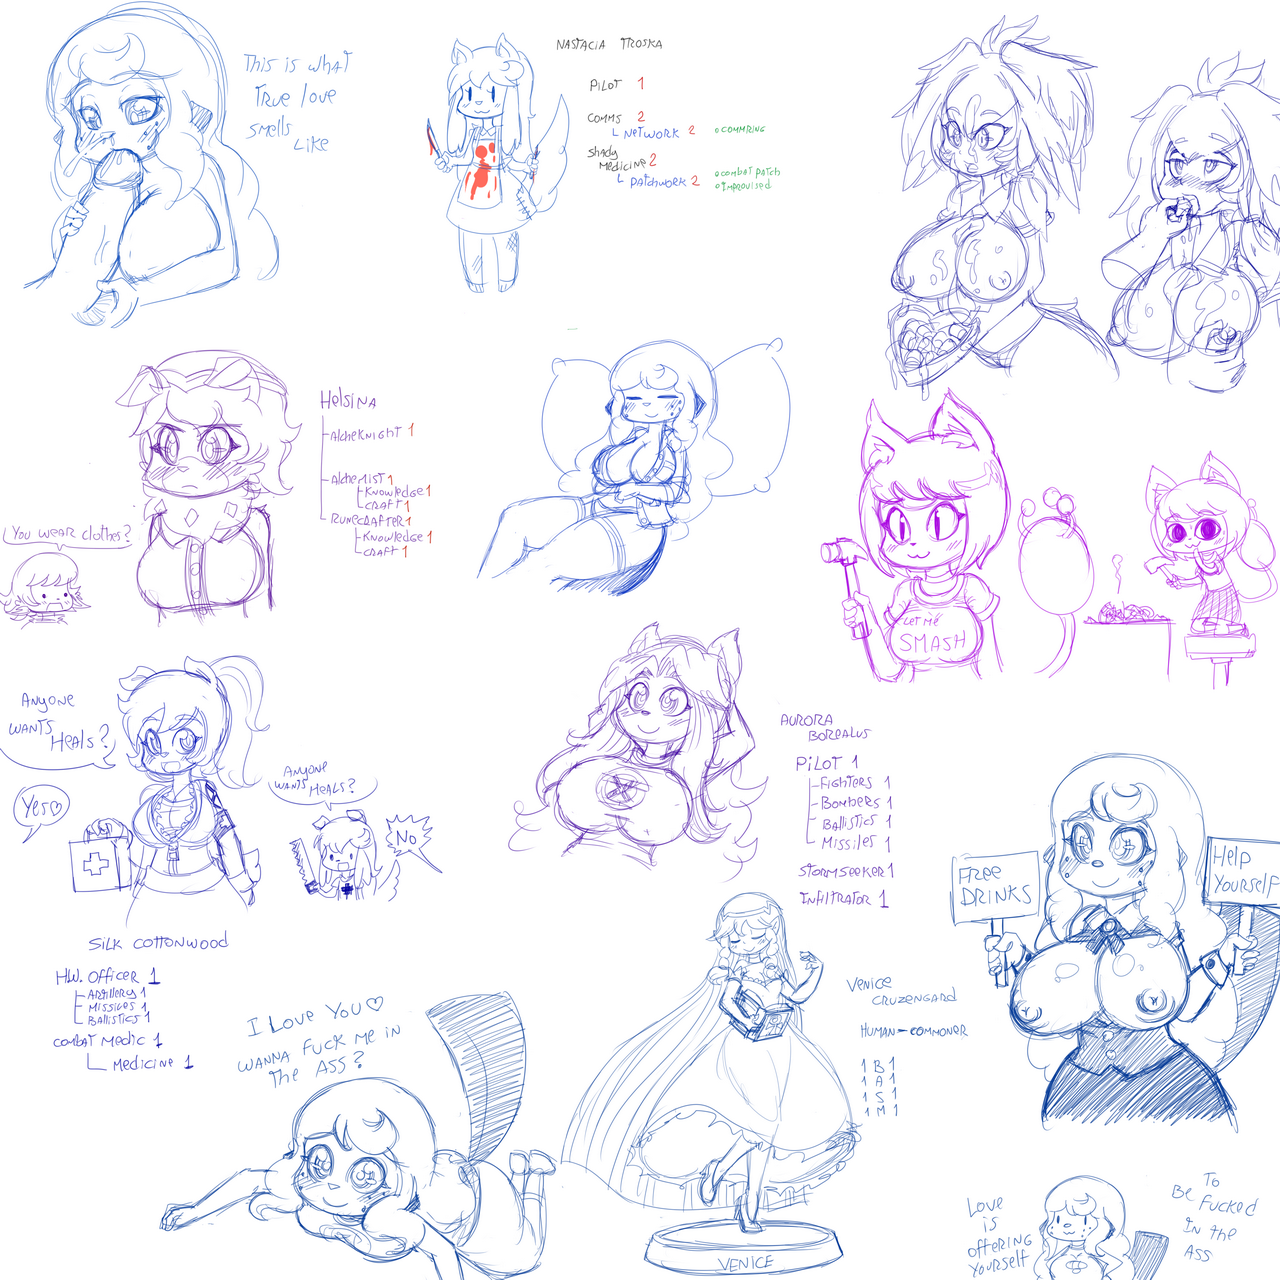 This is what
True love
smells
Like
NASTACIA TROSKA
PILOT 1
COMMS 2
NETWORK 2 o COMMRING
SHADY
MEDICINE 2
PATCHWORK 2 o COMBAT PATCH
o IMPROVISED
HELSINA
ALCHEKNIGHT 1
ALCHEMIST 1
KNOWLEDGE 1
CRAFT 1
RUNECRAFTER 1
KNOWLEDGE 1
CRAFT 1
YOU WEAR CLOTHES?
LET ME
SMASH
ANYONE
WANTS
HEALS?
Yes♡
ANYONE
WANTS HEALS?
NO
SILK COTTONWOOD
H.W. OFFICER 1
ARTILLERY 1
MISSILES 1
BALLISTICS 1
COMBAT MEDIC 1
MEDICINE 1
AURORA
BOREALUS
PILOT 1
FIGHTERS 1
BOMBERS 1
BALLISTICS 1
MISSILES 1
STORMSEEKER 1
INFILTRATOR 1
FREE
DRINKS
Help
Yourself
I LOVE YOU♡
WANNA FUCK ME IN
THE ASS?
VENICE
CRUZENGARD
HUMAN-COMMONER
1 B 1
1 A 1
1 S 1
1 M 1
VENICE
LOVE
IS
OFFERING
YOURSELF
TO
BE FUCKED
IN THE
ASS